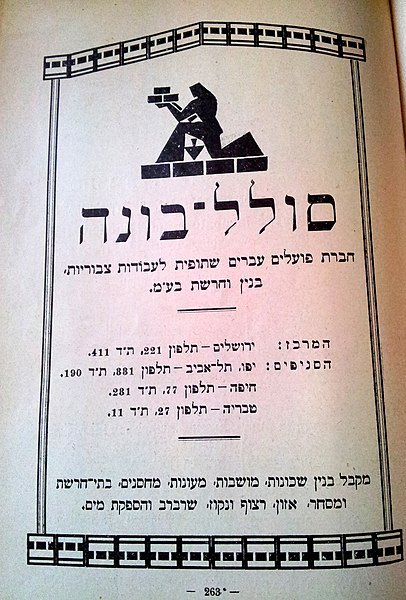 סולל־בונה
חברת פועלים עברים שתופית לעבודות צבוריות,
בנין וחרשת בע״מ.
המרכז: ירושלים – תלפון 221, ת״ד 411.
הסניפים: יפו, תל־אביב – תלפון 381, ת״ד 190.
חיפה – תלפון 77, ת״ד 281.
טבריה – תלפון 27, ת״ד 11.
מקבל בנין שכונות, מושבות, מעונות, מחסנים, בתי־חרשת
ומסחר, אזון, רצוף ונקוז, שרברב והספקת מים.
— 263* —